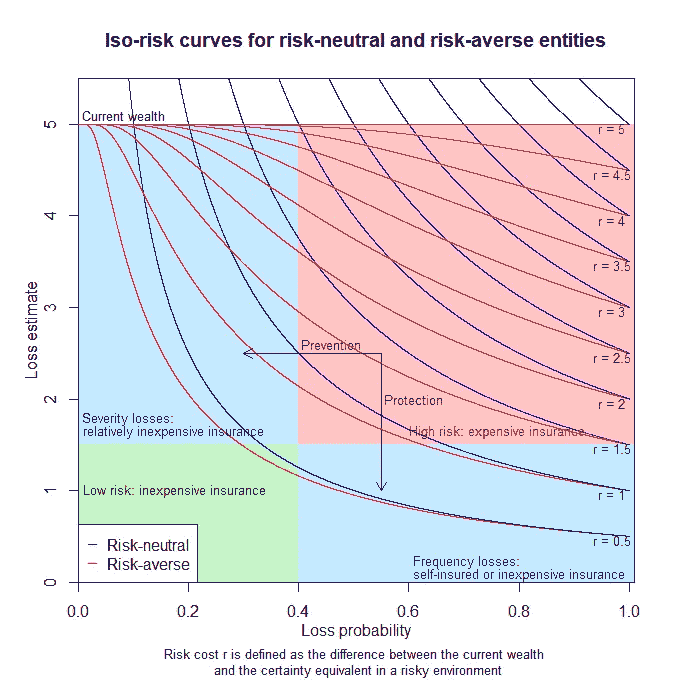 Iso-risk curves for risk-neutral and risk-averse entities
Current wealth
r = 5
r = 4.5
r = 4
r = 3.5
r = 3
r = 2.5
r = 2
r = 1.5
r = 1
r = 0.5
Prevention
Protection
Severity losses:
relatively inexpensive insurance
High risk: expensive insurance
Low risk: inexpensive insurance
Frequency losses:
self-insured or inexpensive insurance
Risk-neutral
Risk-averse
Loss estimate
5
4
3
2
1
0
0.0 0.2 0.4 0.6 0.8 1.0
Loss probability
Risk cost r is defined as the difference between the current wealth
and the certainty equivalent in a risky environment